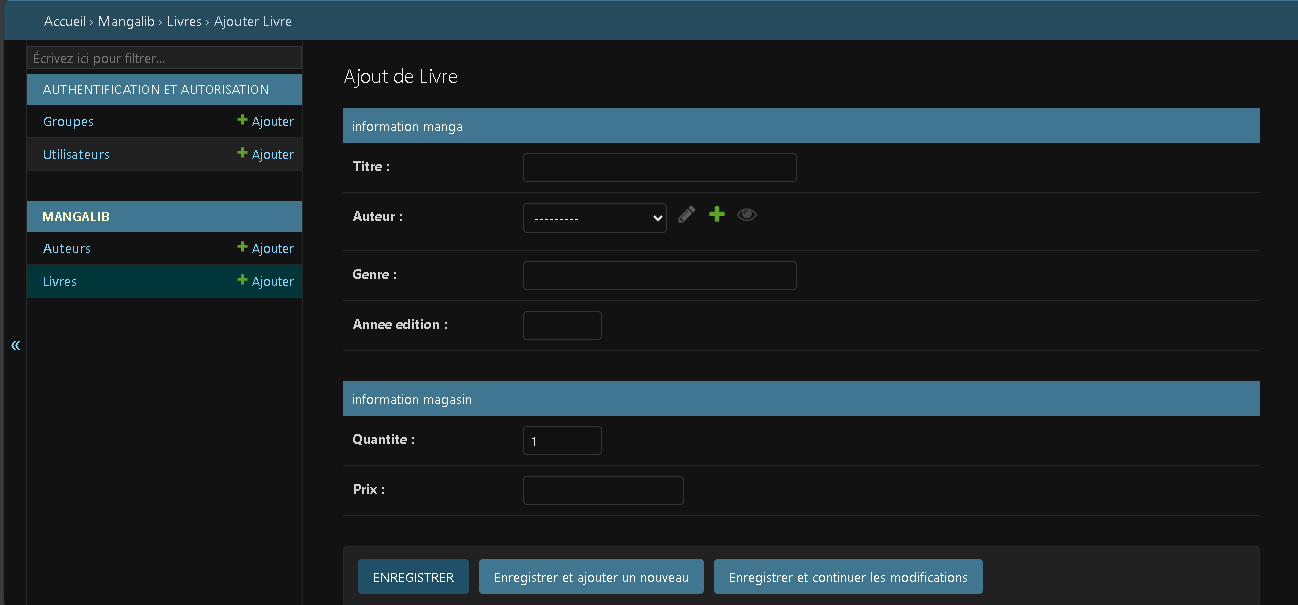 Accueil › Mangalib › Livres › Ajouter Livre
Écrivez ici pour filtrer...
AUTHENTIFICATION ET AUTORISATION
Groupes + Ajouter
Utilisateurs + Ajouter
MANGALIB
Auteurs + Ajouter
Livres + Ajouter
«
Ajout de Livre
information manga
Titre :
Auteur : ---------
Genre :
Annee edition :
information magasin
Quantite : 1
Prix :
ENREGISTRER Enregistrer et ajouter un nouveau Enregistrer et continuer les modifications